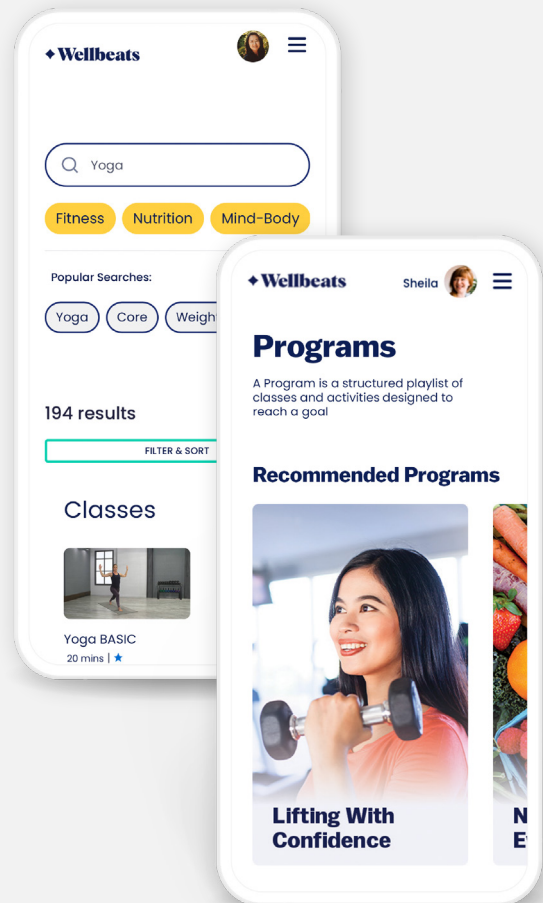 Wellbeats
Yoga
Fitness
Nutrition
Mind-Body
Popular Searches:
Yoga
Core
194 results
FILTER & SORT
Classes
Yoga BASIC
20 mins |
Wellbeats
Sheila
Programs
A Program is a structured playlist of
classes and activities designed to
reach a goal
Recommended Programs
Lifting With
Confidence